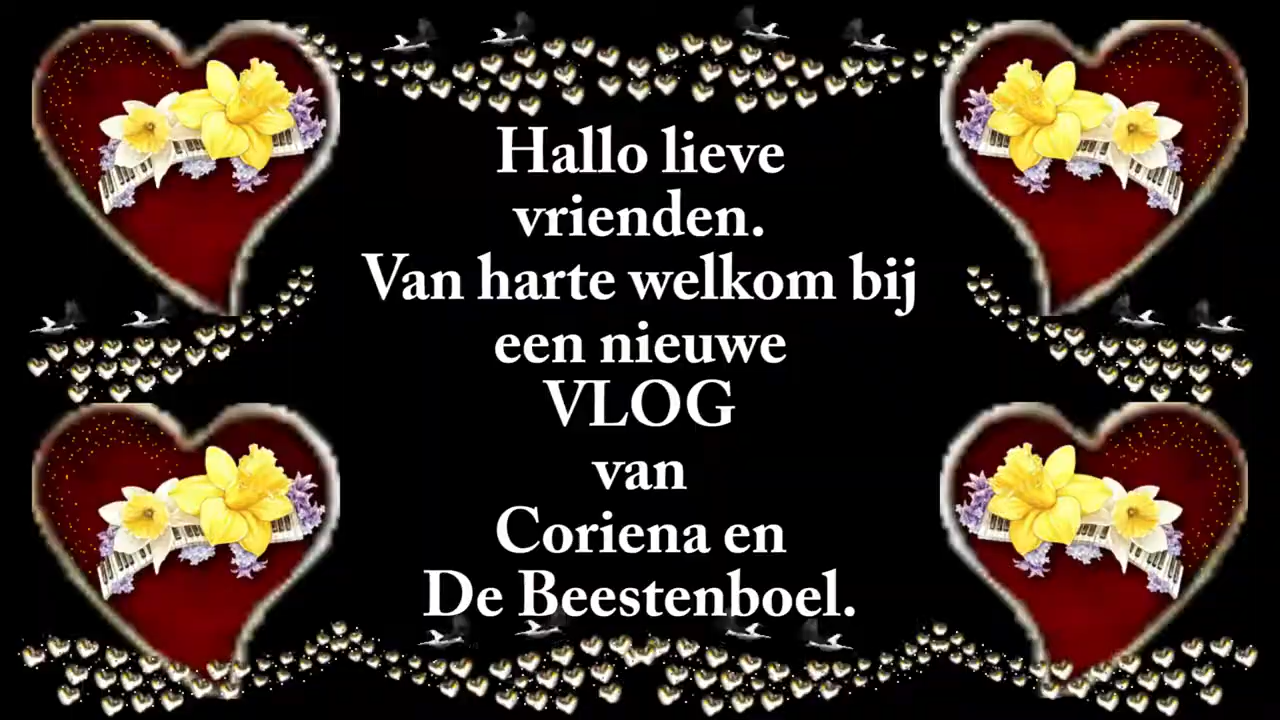 Hallo lieve
vrienden.
Van harte welkom bij
een nieuwe
VLOG
van
Coriena en
De Beestenboel.